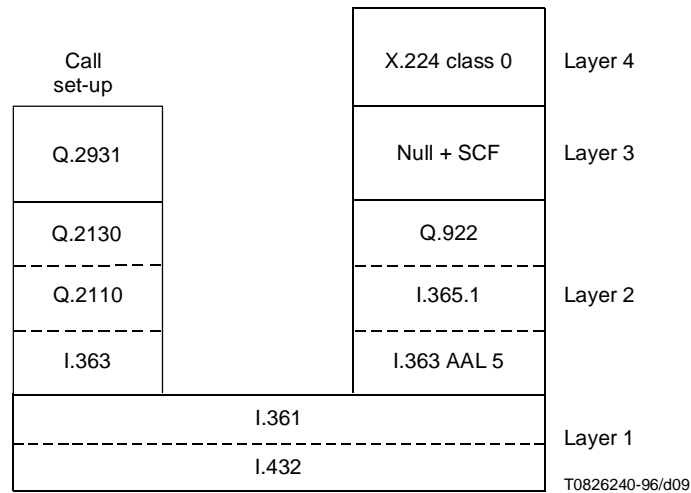 Call
set-up
X.224 class 0
Layer 4
Q.2931
Null + SCF
Layer 3
Q.2130
Q.922
Q.2110
I.365.1
Layer 2
I.363
I.363 AAL 5
I.361
Layer 1
I.432
T0826240-96/d09